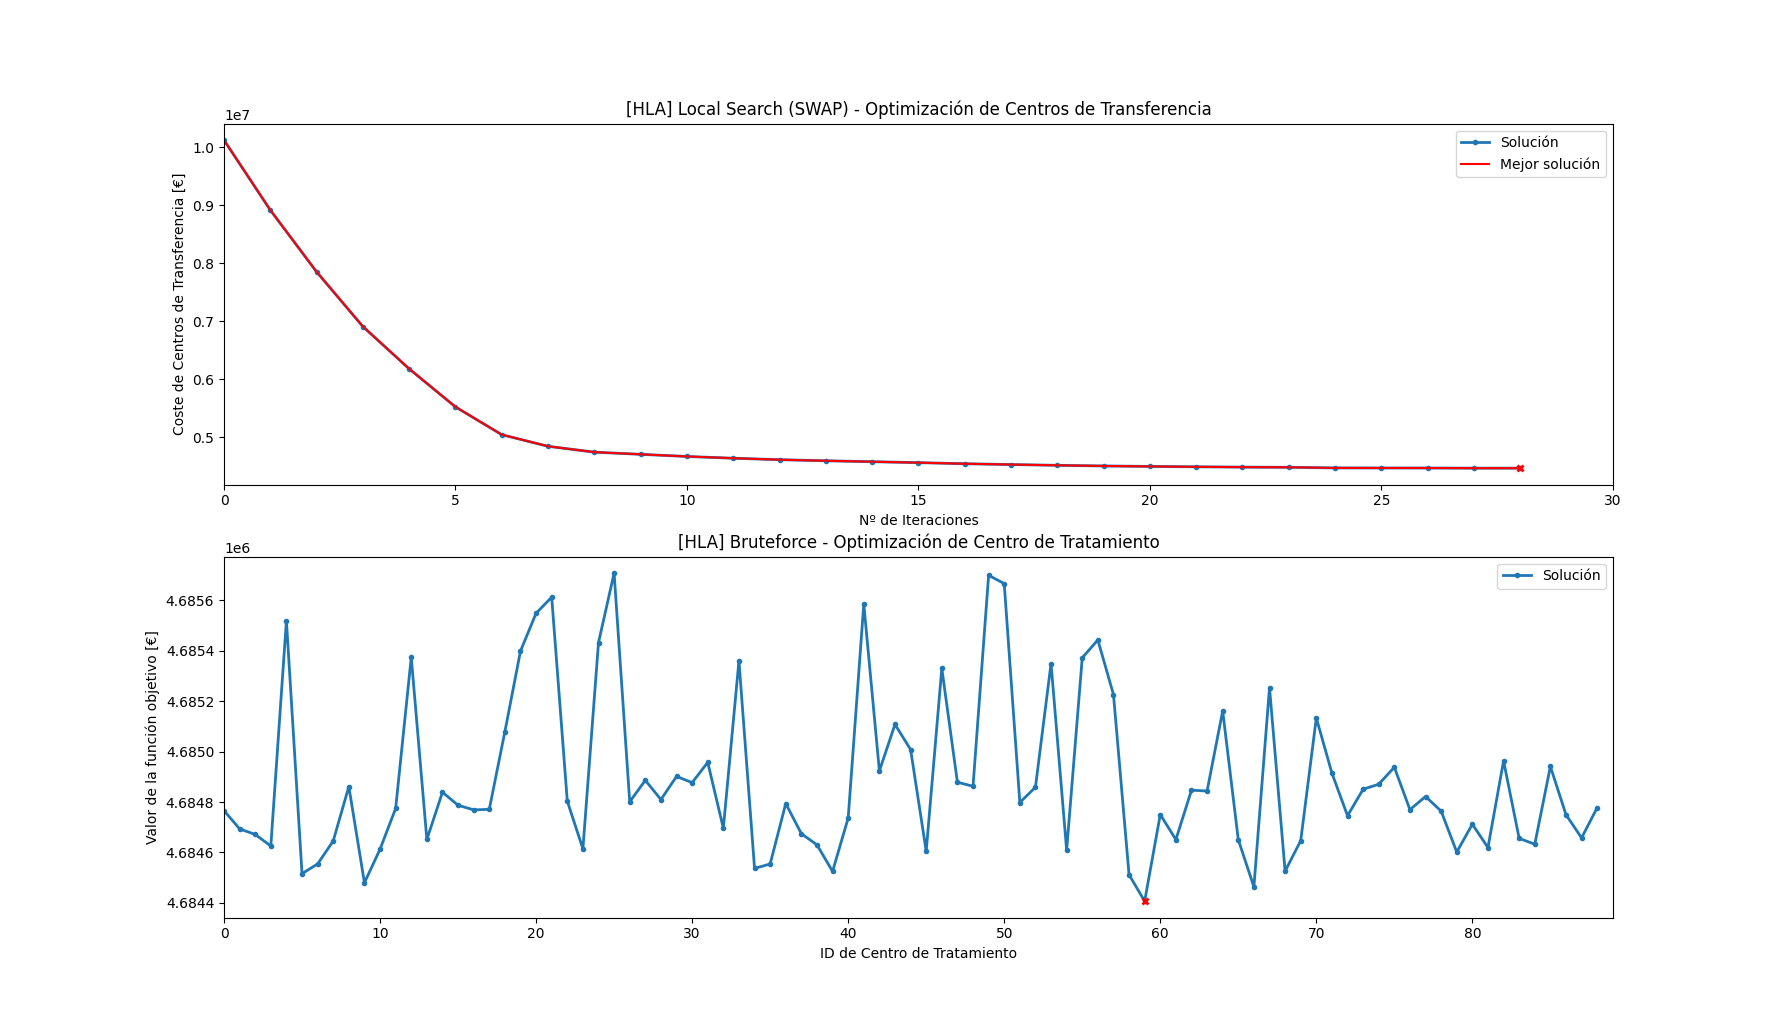 [HLA] Local Search (SWAP) - Optimización de Centros de Transferencia
1e7
Coste de Centros de Transferencia [€]
1.0
0.9
0.8
0.7
0.6
0.5
Solución
Mejor solución
0 5 10 15 20 25 30
Nº de Iteraciones
[HLA] Bruteforce - Optimización de Centro de Tratamiento
1e6
Valor de la función objetivo [€]
4.6856
4.6854
4.6852
4.6850
4.6848
4.6846
4.6844
Solución
0 10 20 30 40 50 60 70 80
ID de Centro de Tratamiento